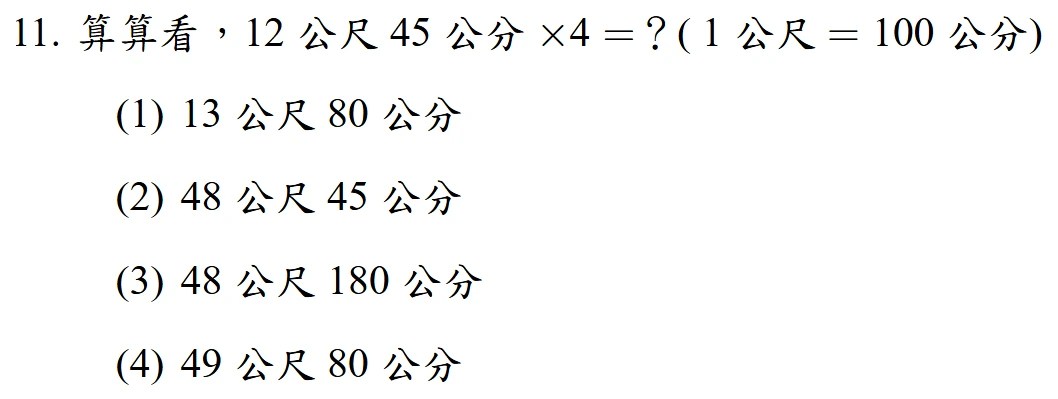 11. 算算看，12 公尺 45 公分 ×4 =？( 1 公尺 = 100 公分)
(1) 13 公尺 80 公分
(2) 48 公尺 45 公分
(3) 48 公尺 180 公分
(4) 49 公尺 80 公分